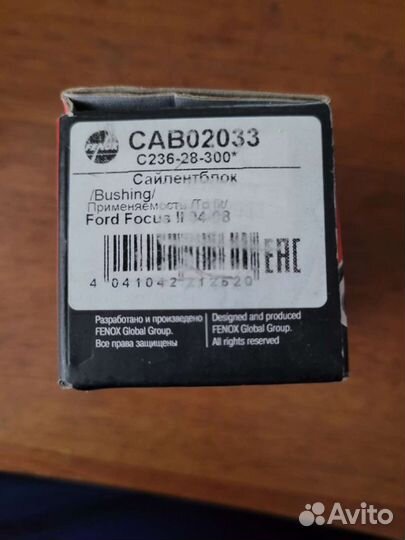 FENOX
CAB02033
C236-28-300*
Сайлентблок
/Bushing/
Применяемость /To fit/
Ford Focus II 04-08
EAC
4 041042 212520
Разработано и произведено
FENOX Global Group.
Все права защищены
Designed and produced
FENOX Global Group.
All rights reserved.
Avito